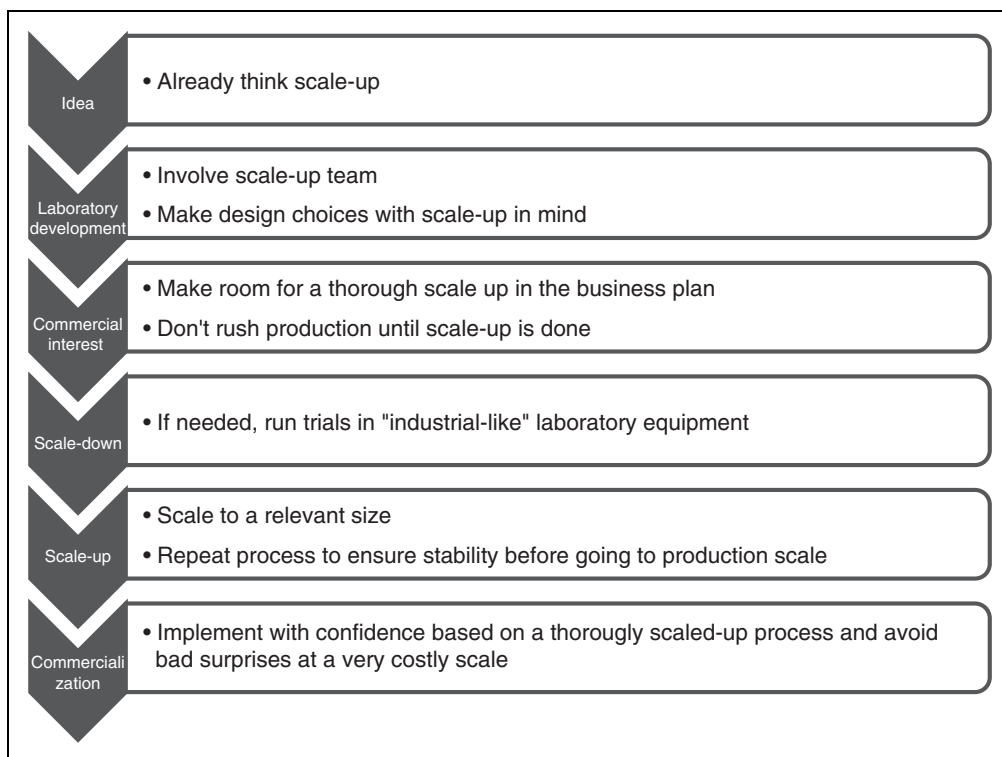 Idea
• Already think scale-up
Laboratory
development
• Involve scale-up team
• Make design choices with scale-up in mind
Commercial
interest
• Make room for a thorough scale up in the business plan
• Don't rush production until scale-up is done
Scale-down
• If needed, run trials in "industrial-like" laboratory equipment
Scale-up
• Scale to a relevant size
• Repeat process to ensure stability before going to production scale
Commerciali
zation
• Implement with confidence based on a thorougly scaled-up process and avoid
bad surprises at a very costly scale